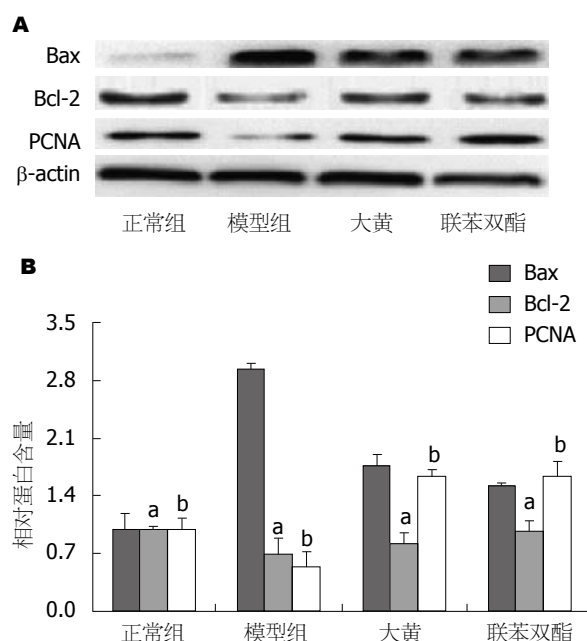 A
Bax
Bcl-2
PCNA
β-actin
正常组 模型组 大黄 联苯双酯
B
Bax
Bcl-2
PCNA
相对蛋白含量
3.5
2.8
2.1
1.4
0.7
0.0
a b
a b
a b
a b
正常组 模型组 大黄 联苯双酯